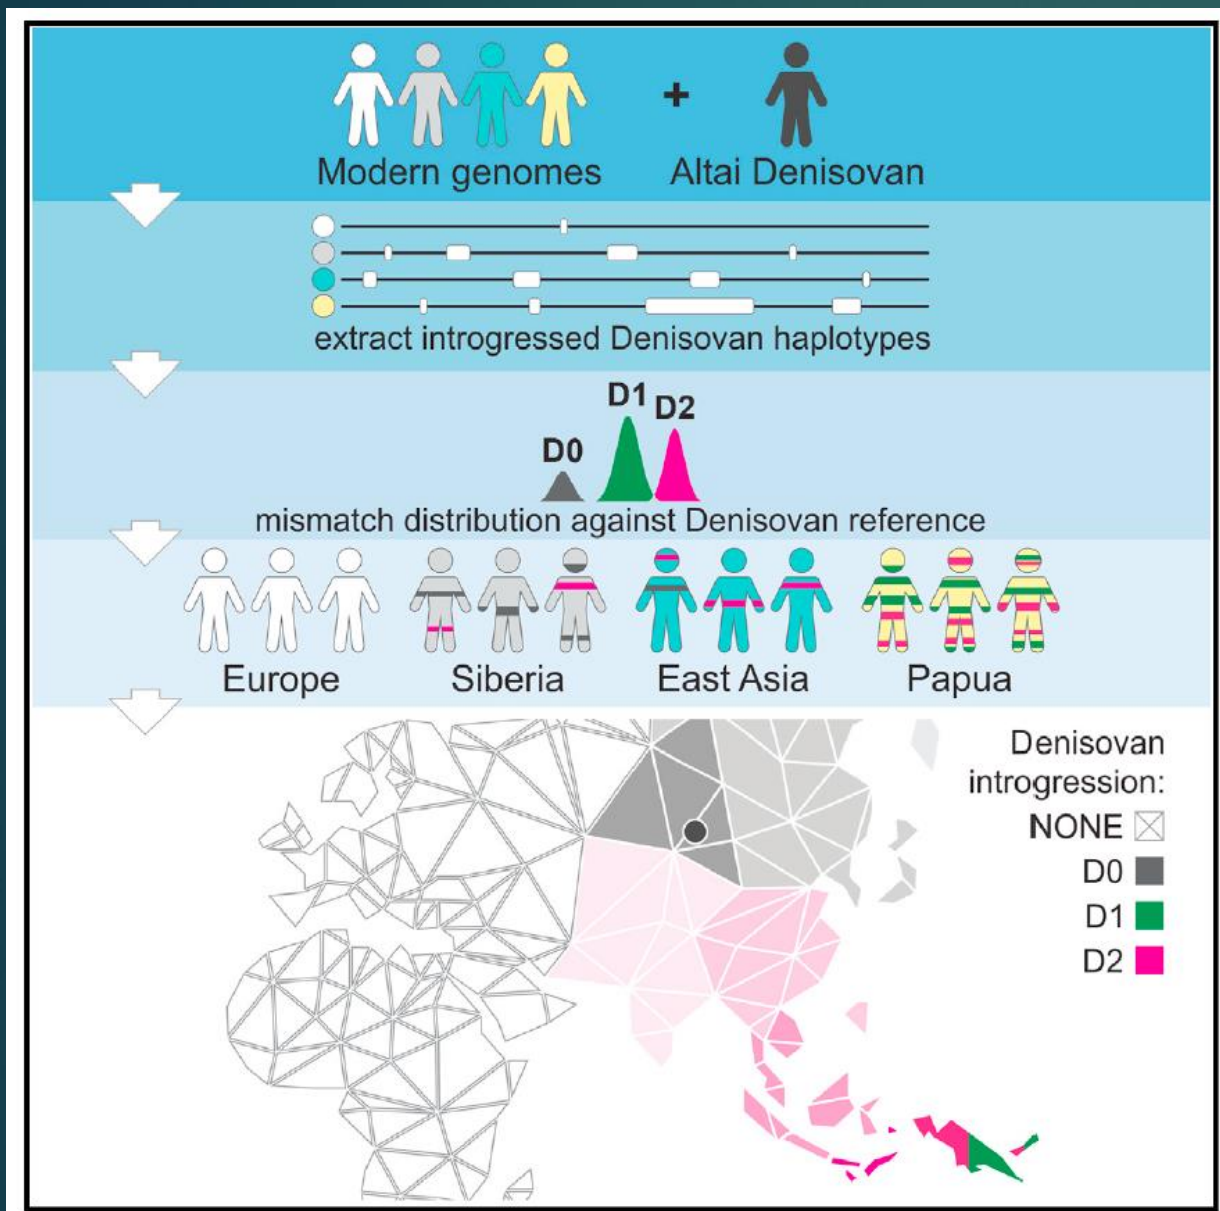 +
Modern genomes Altai Denisovan
extract introgressed Denisovan haplotypes
D1
D2
D0
mismatch distribution against Denisovan reference
Europe Siberia East Asia Papua
Denisovan
introgression:
NONE
D0
D1
D2